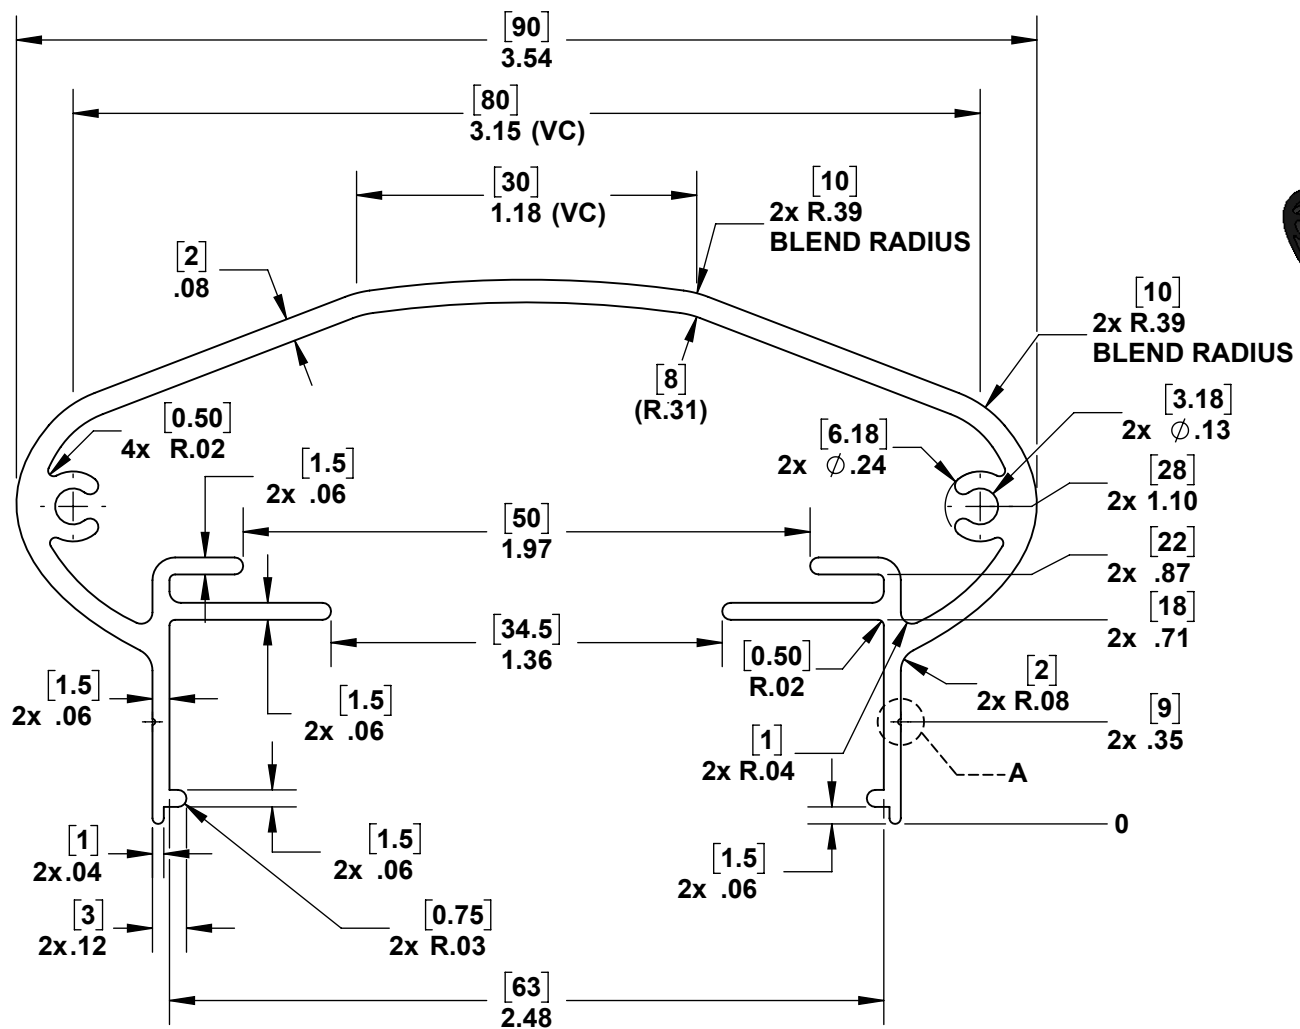 [90]
3.54
[80]
3.15 (VC)
[30]
1.18 (VC)
[10]
2x R.39
BLEND RADIUS
[2]
.08
[10]
2x R.39
BLEND RADIUS
[8]
(R.31)
[0.50]
4x R.02
[1.5]
2x .06
[6.18]
2x ∅.24
[3.18]
2x ∅.13
[28]
2x 1.10
[50]
1.97
[22]
2x .87
[18]
2x .71
[34.5]
1.36
[0.50]
R.02
[2]
2x R.08
[1.5]
2x .06
[1.5]
2x .06
[9]
2x .35
[1]
2x R.04
A
0
[1]
2x.04
[1.5]
2x .06
[1.5]
2x .06
[3]
2x.12
[0.75]
2x R.03
[63]
2.48